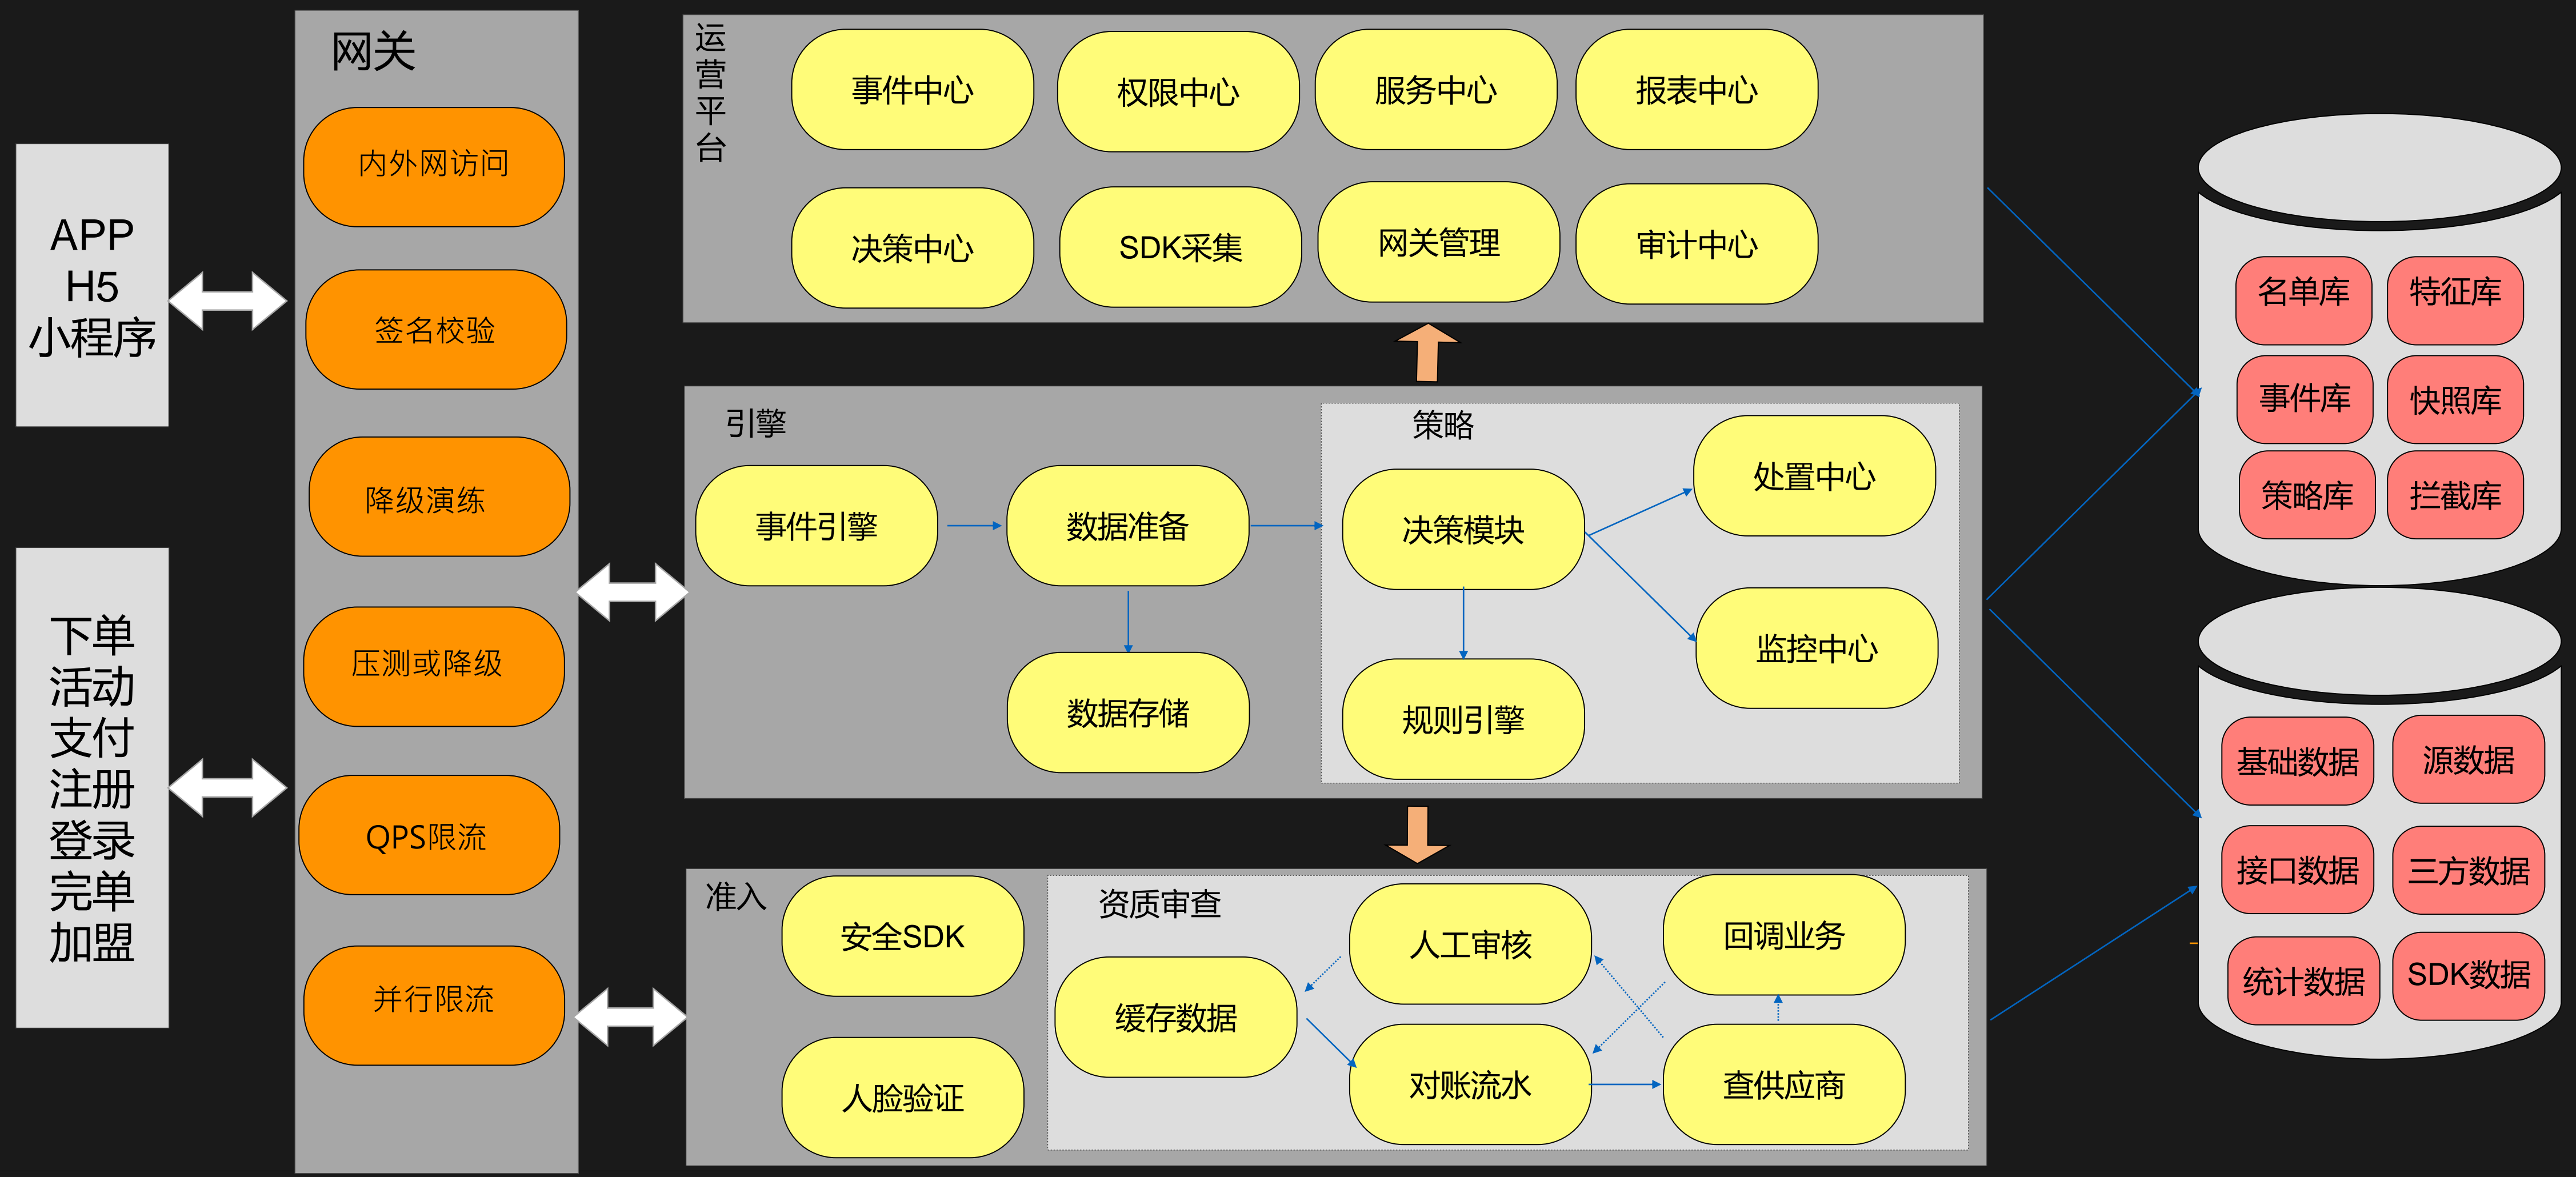 APP
H5
小程序
下单
活动
支付
注册
登录
完单
加盟
网关
内外网访问
签名校验
降级演练
压测或降级
QPS限流
并行限流
运
营
平
台
事件中心
权限中心
服务中心
报表中心
决策中心
SDK采集
网关管理
审计中心
引擎
事件引擎
数据准备
数据存储
策略
决策模块
处置中心
监控中心
规则引擎
准入
安全SDK
人脸验证
资质审查
缓存数据
人工审核
回调业务
对账流水
查供应商
名单库
特征库
事件库
快照库
策略库
拦截库
基础数据
源数据
接口数据
三方数据
统计数据
SDK数据